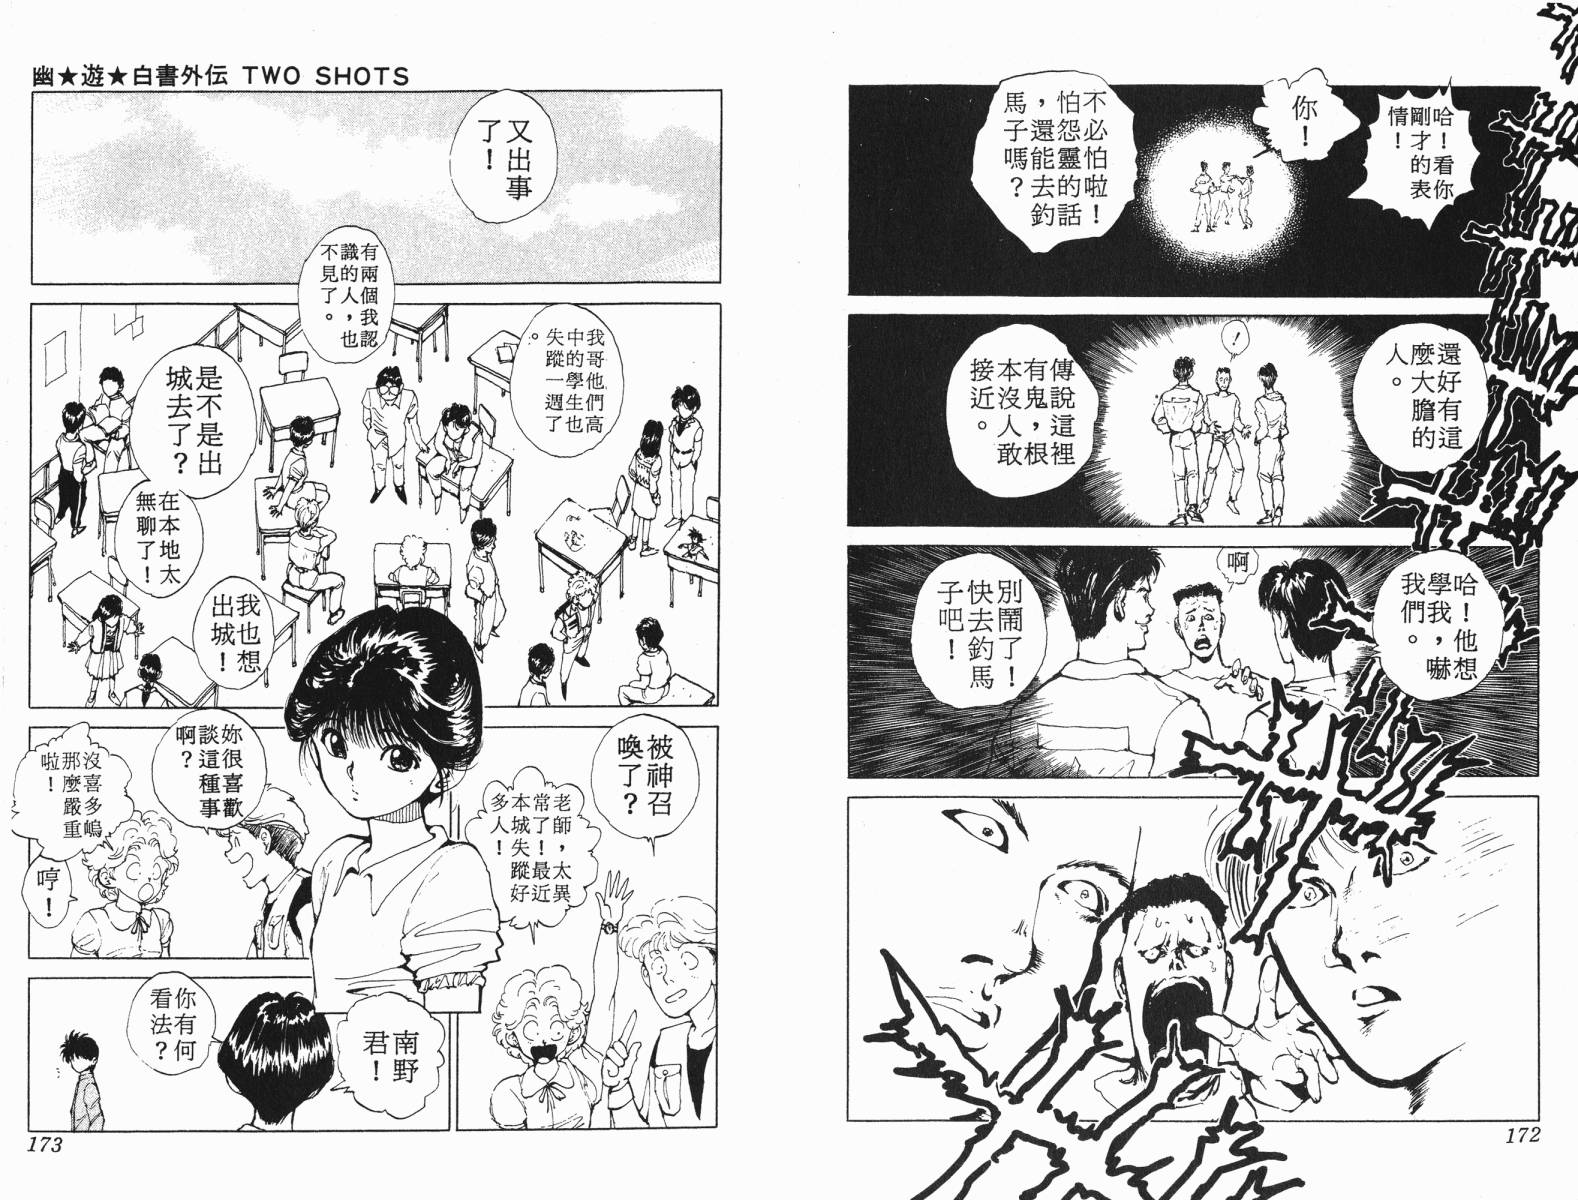 哈！看你
剛才的表
情！
你！
不必怕啦！
怕怨靈的話
，還能去釣
馬子嗎？
還好有這
麼大膽的
人。
！
傳說這裡
有鬼，根
本沒人敢
接近。
哈！他想
學我，嚇
我們。
啊
別鬧了！
快去釣馬
子吧！
172
幽★遊★白書外伝 TWO SHOTS
又出事
了！
有兩個我認
識的人，也
不見了。
我哥他們高
中的學生也
失蹤一週了
。
是不是出
城去了？
在本地太
無聊了！
我也想
出城！
被神召
喚了？
老師，太異
常了！最近
本城失蹤好
多人！
妳很喜歡
談這種事
啊？
沒喜多嶋
那麼嚴重
啦！
哼！
南野
君！
你有何
看法？
173